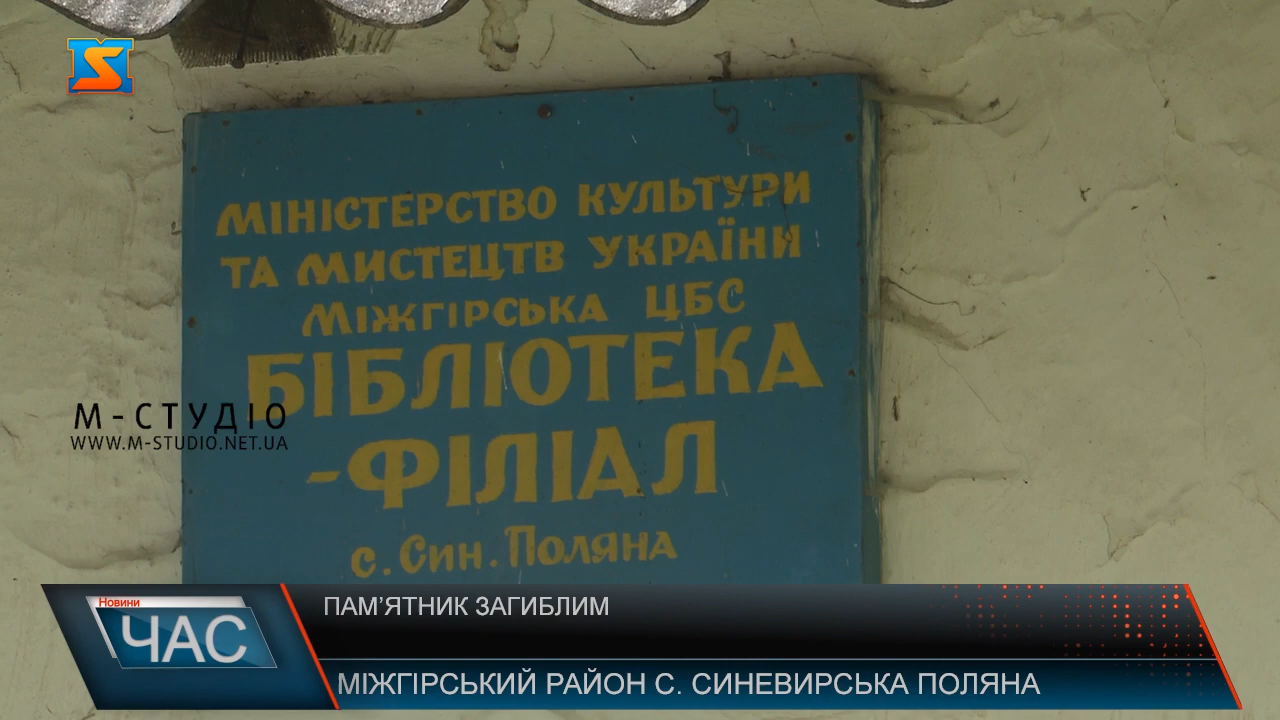 МІНІСТЕРСТВО КУЛЬТУРИ
ТА МИСТЕЦТВ УКРАЇНИ
МІЖГІРСЬКА ЦБС
БІБЛІОТЕКА
-ФІЛІАЛ
с. Син. Поляна
М-СТУДІО
WWW.M-STUDIO.NET.UA
Новини
ЧАС
ПАМ’ЯТНИК ЗАГИБЛИМ
МІЖГІРСЬКИЙ РАЙОН С. СИНЕВИРСЬКА ПОЛЯНА